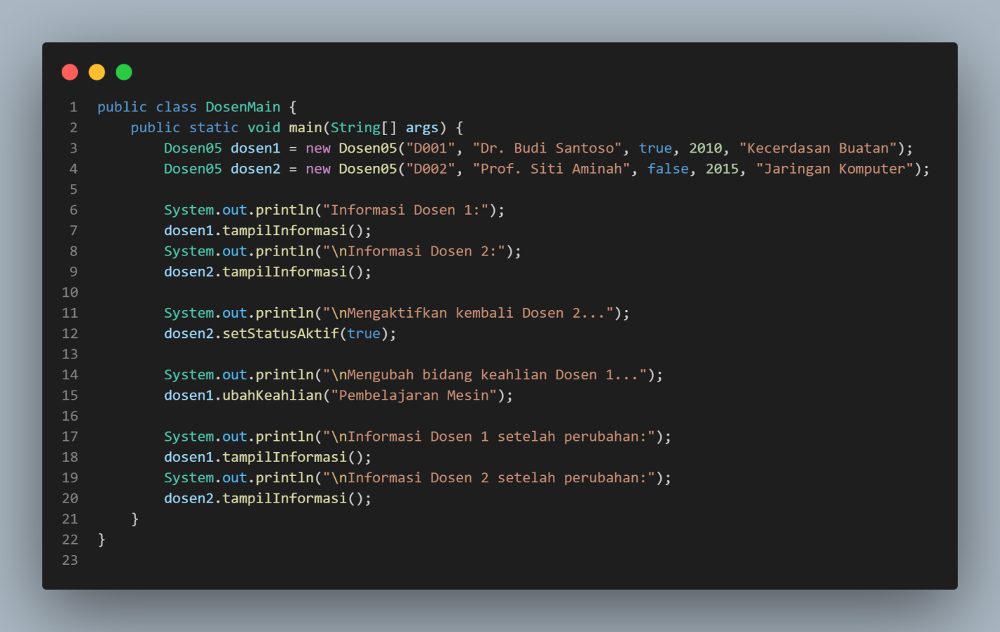 1 public class DosenMain {
2     public static void main(String[] args) {
3         Dosen05 dosen1 = new Dosen05("D001", "Dr. Budi Santoso", true, 2010, "Kecerdasan Buatan");
4         Dosen05 dosen2 = new Dosen05("D002", "Prof. Siti Aminah", false, 2015, "Jaringan Komputer");
5
6         System.out.println("Informasi Dosen 1:");
7         dosen1.tampilInformasi();
8         System.out.println("\nInformasi Dosen 2:");
9         dosen2.tampilInformasi();
10
11         System.out.println("\nMengaktifkan kembali Dosen 2...");
12         dosen2.setStatusAktif(true);
13
14         System.out.println("\nMengubah bidang keahlian Dosen 1...");
15         dosen1.ubahKeahlian("Pembelajaran Mesin");
16
17         System.out.println("\nInformasi Dosen 1 setelah perubahan:");
18         dosen1.tampilInformasi();
19         System.out.println("\nInformasi Dosen 2 setelah perubahan:");
20         dosen2.tampilInformasi();
21     }
22 }
23